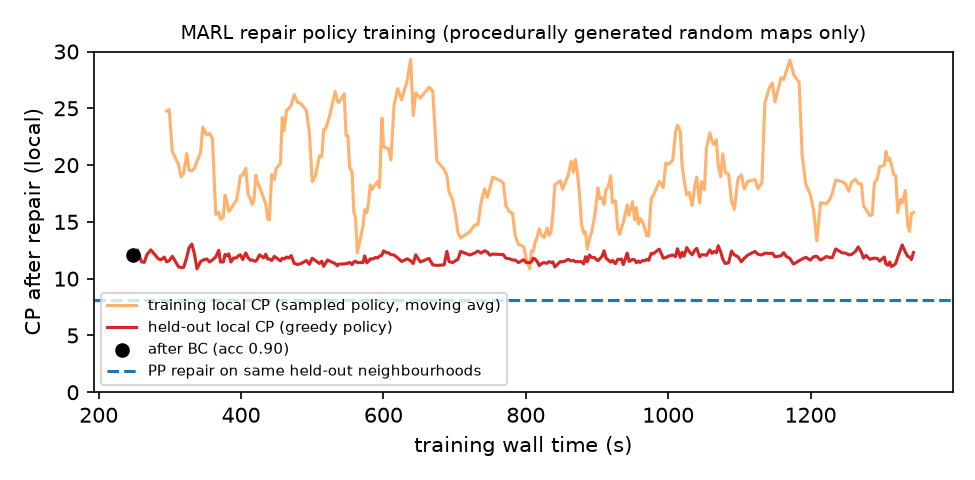 MARL repair policy training (procedurally generated random maps only)
CP after repair (local)
30
25
20
15
10
5
0
training local CP (sampled policy, moving avg)
held-out local CP (greedy policy)
after BC (acc 0.90)
PP repair on same held-out neighbourhoods
200 400 600 800 1000 1200
training wall time (s)